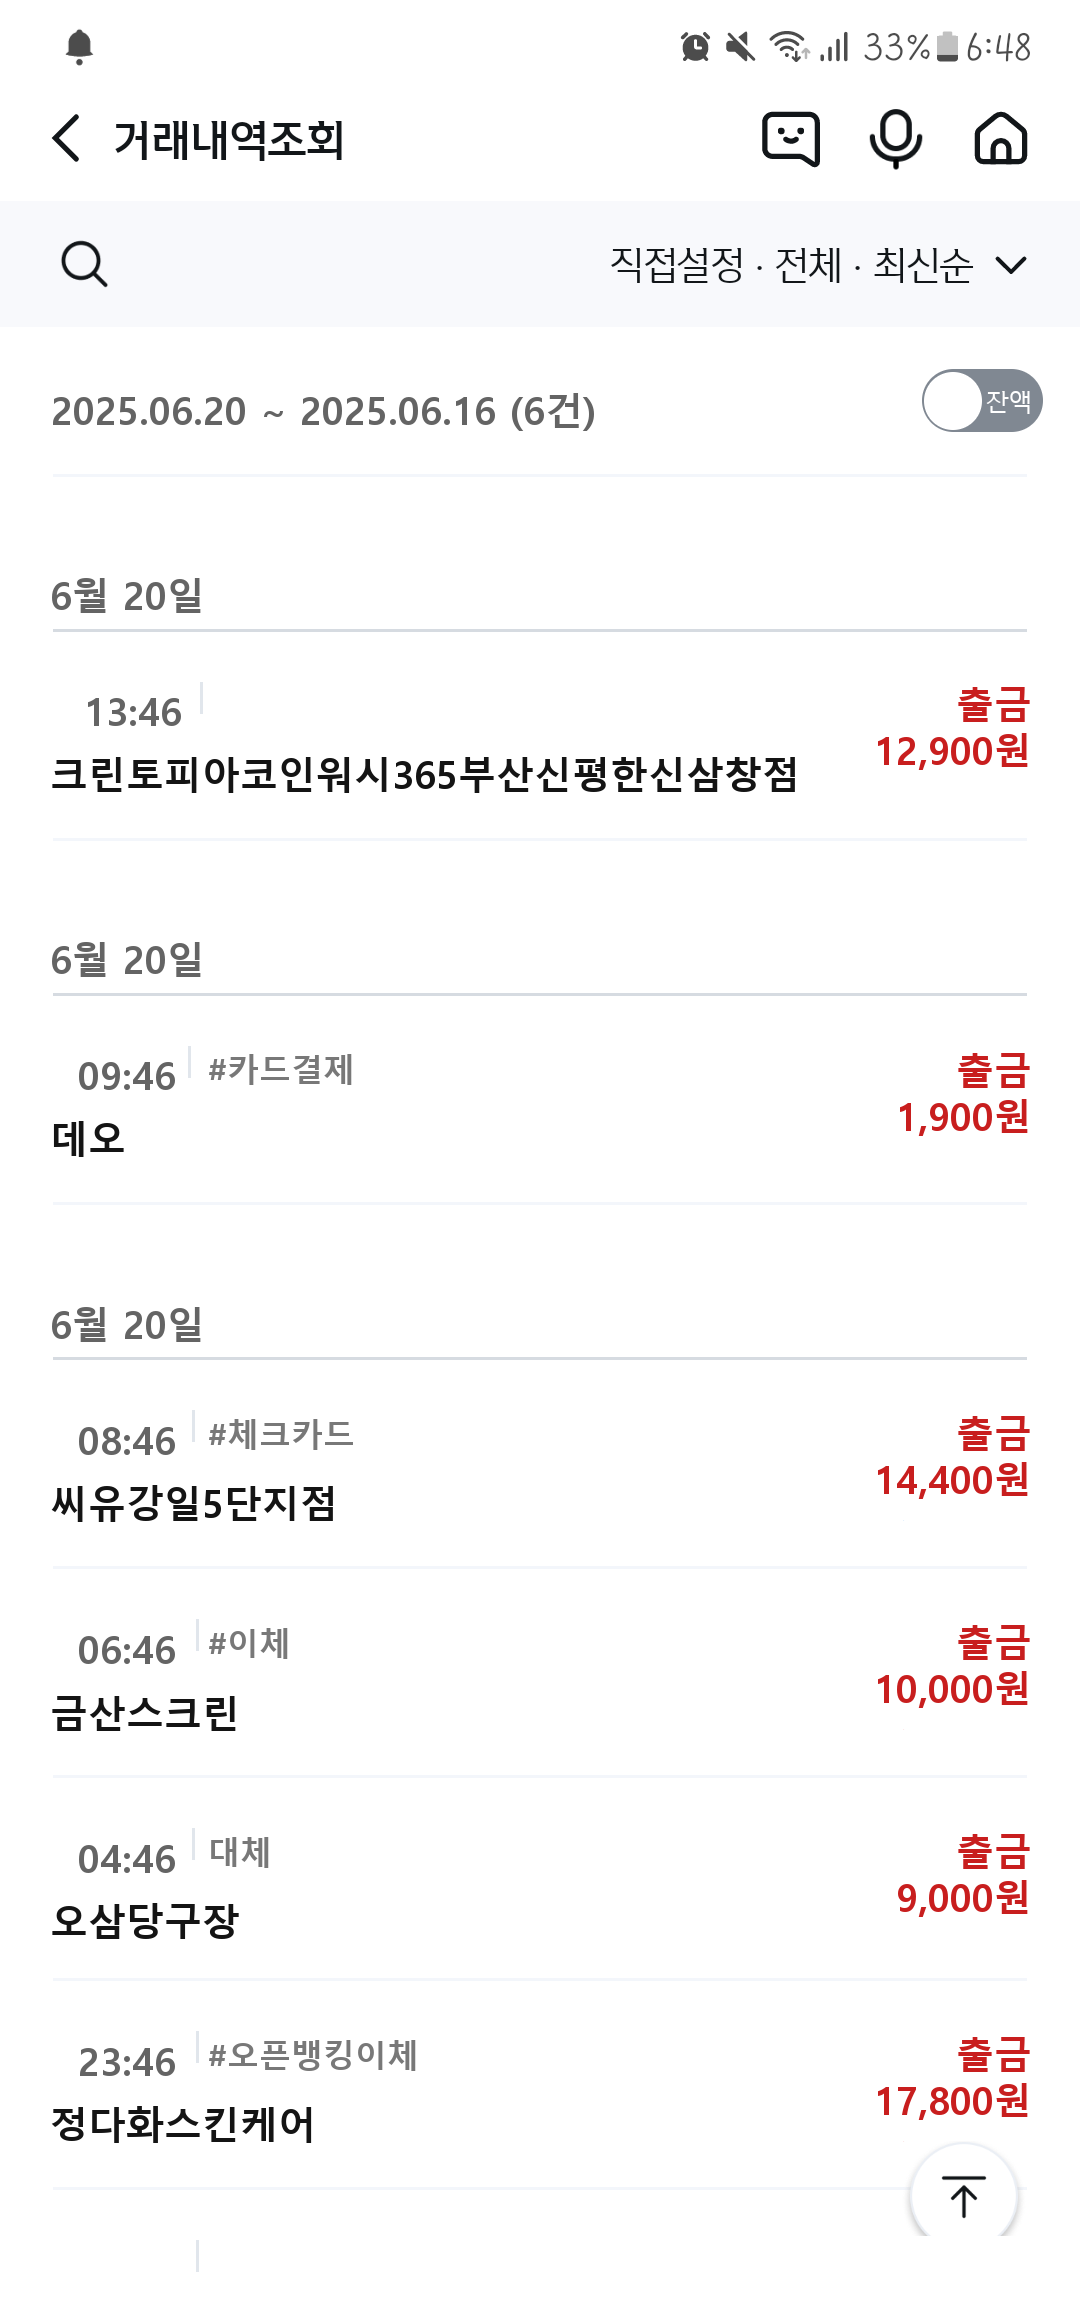 33% 6:48
거래내역조회
직접설정 · 전체 · 최신순
2025.06.20 ~ 2025.06.16 (6건)
잔액
6월 20일
13:46
출금
크린토피아코인워시365부산신평한신삼창점
12,900원
6월 20일
09:46 #카드결제
출금
데오
1,900원
6월 20일
08:46 #체크카드
출금
씨유강일5단지점
14,400원
06:46 #이체
출금
금산스크린
10,000원
04:46 대체
출금
오삼당구장
9,000원
23:46 #오픈뱅킹이체
출금
정다화스킨케어
17,800원